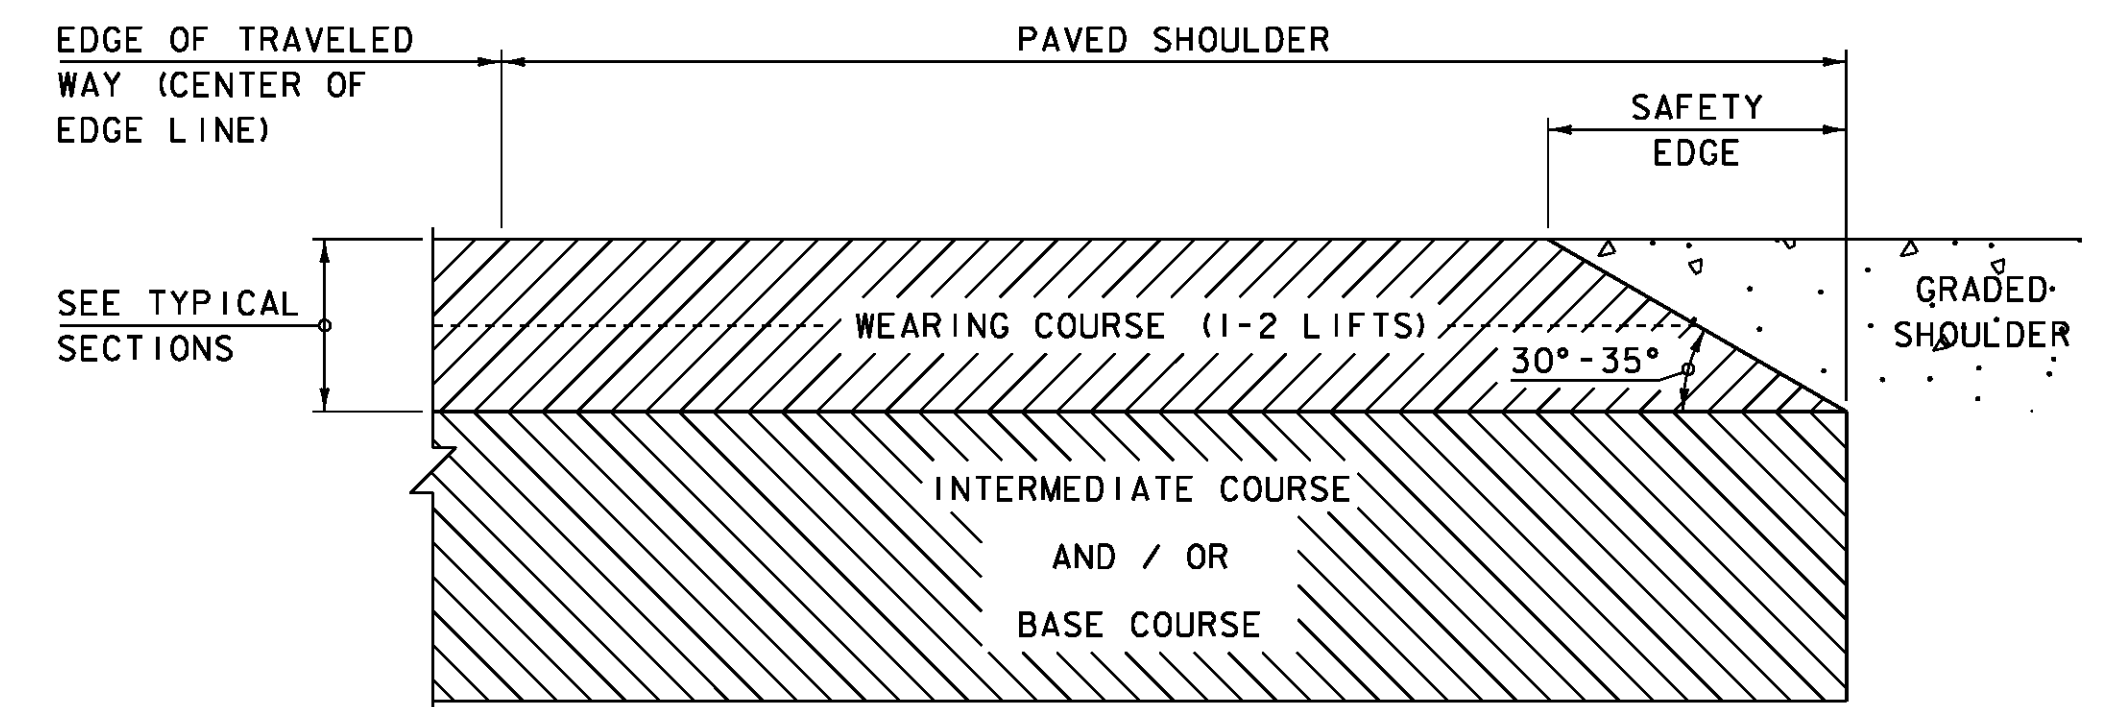 EDGE OF TRAVELED
WAY (CENTER OF
EDGE LINE)
PAVED SHOULDER
SAFETY
EDGE
SEE TYPICAL
SECTIONS
WEARING COURSE (1-2 LIFTS)
30°-35°
GRADED
SHOULDER
INTERMEDIATE COURSE
AND / OR
BASE COURSE